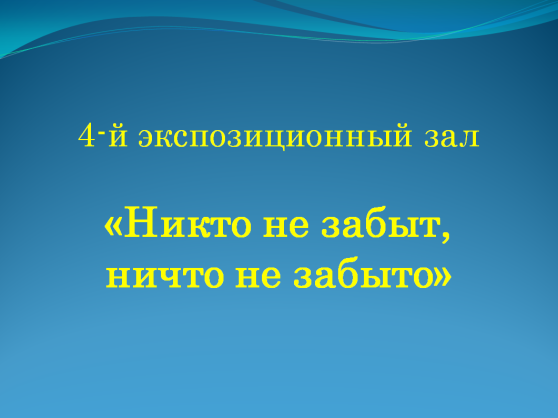 4-й экспозиционный зал
«Никто не забыт,
ничто не забыто»